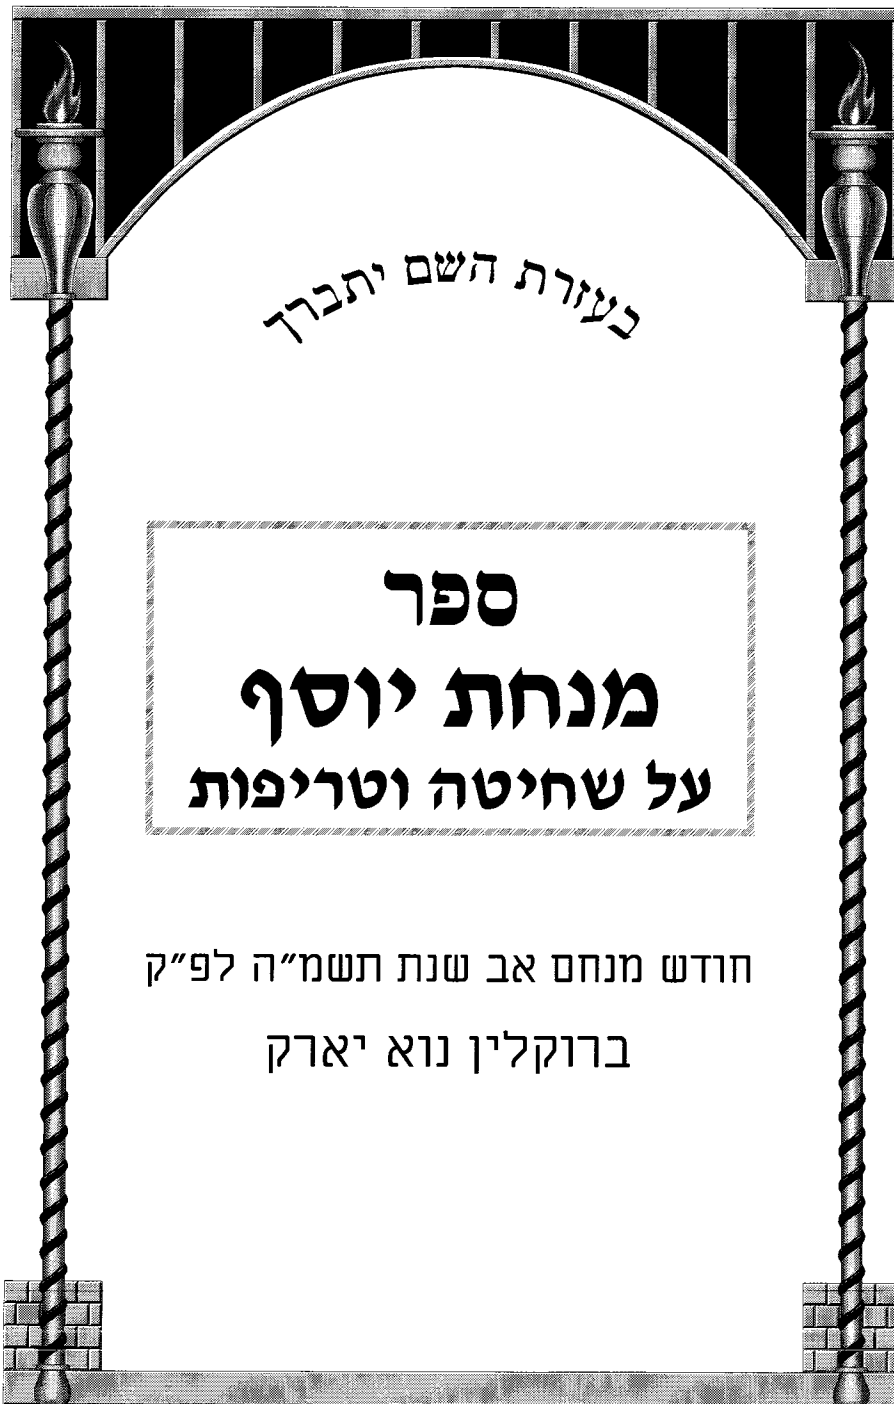 בעזרת השם יתברך
ספר
מנחת יוסף
על שחיטה וטריפות
חודש מנחם אב שנת תשמ״ה לפ״ק
ברוקלין נוא יארק